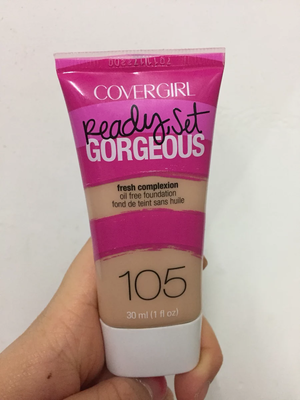 COVERGIRL
Ready, Set
GORGEOUS
fresh complexion
oil free foundation
fond de teint sans huile
105
30 ml (1 fl oz)